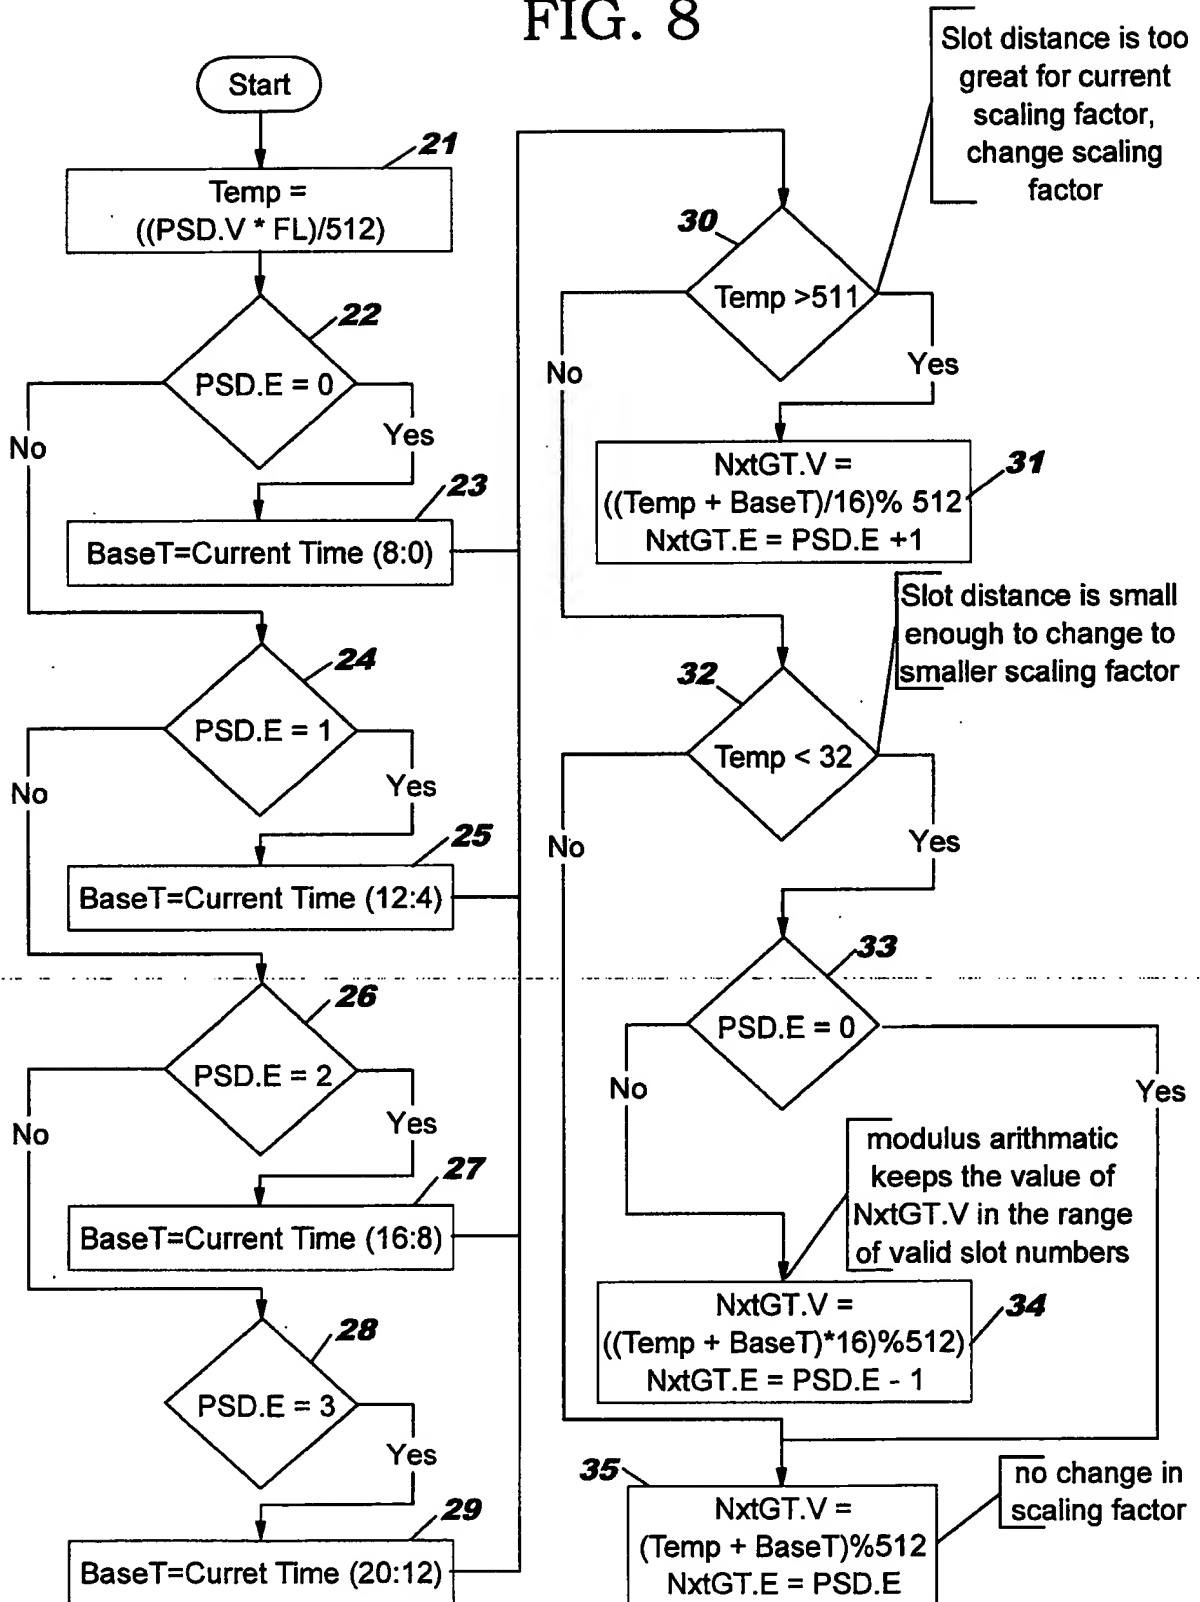 FIG. 8
Start
21
Temp =
((PSD.V * FL)/512)
22
PSD.E = 0
No
Yes
23
BaseT=Current Time (8:0)
24
PSD.E = 1
No
Yes
25
BaseT=Current Time (12:4)
26
PSD.E = 2
No
Yes
27
BaseT=Current Time (16:8)
28
PSD.E = 3
Yes
29
BaseT=Curret Time (20:12)
Slot distance is too
great for current
scaling factor,
change scaling
factor
30
Temp >511
No
Yes
31
NxtGT.V =
((Temp + BaseT)/16)% 512
NxtGT.E = PSD.E +1
Slot distance is small
enough to change to
smaller scaling factor
32
Temp < 32
No
Yes
33
PSD.E = 0
No
Yes
modulus arithmatic
keeps the value of
NxtGT.V in the range
of valid slot numbers
34
NxtGT.V =
((Temp + BaseT)*16)%512)
NxtGT.E = PSD.E - 1
35
NxtGT.V =
(Temp + BaseT)%512
NxtGT.E = PSD.E
no change in
scaling factor